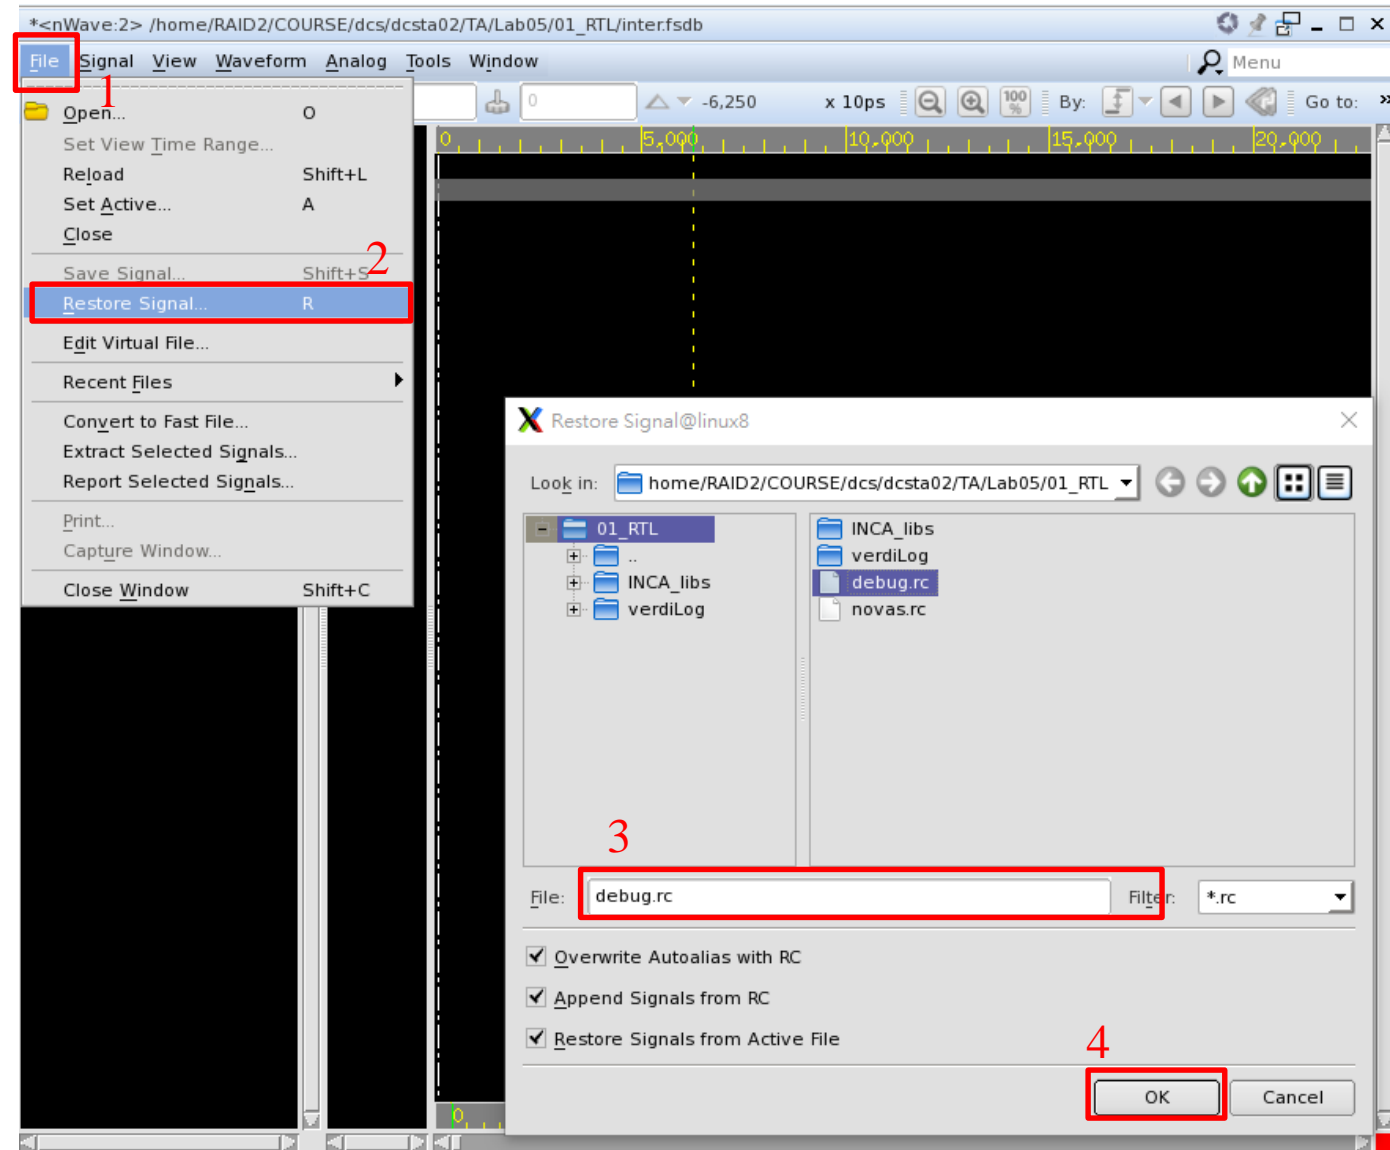 *<nWave:2> /home/RAID2/COURSE/dcs/dcsta02/TA/Lab05/01_RTL/inter.fsdb
File Signal View Waveform Analog Tools Window Menu
1
Open... O
0 -6,250 x 10ps 100% By: Go to: »
Set View Time Range...
0 5,000 10,000 15,000 20,000
Reload Shift+L
Set Active... A
Close
2
Save Signal... Shift+S
Restore Signal... R
Edit Virtual File...
Recent Files
Convert to Fast File...
Extract Selected Signals...
Report Selected Signals...
Print...
Capture Window...
Close Window Shift+C
Restore Signal@linux8
Look in: home/RAID2/COURSE/dcs/dcsta02/TA/Lab05/01_RTL
01_RTL
..
INCA_libs
verdiLog
INCA_libs
verdiLog
debug.rc
novas.rc
3
File: debug.rc Filter: *.rc
Overwrite Autoalias with RC
Append Signals from RC
Restore Signals from Active File
4
OK Cancel
0